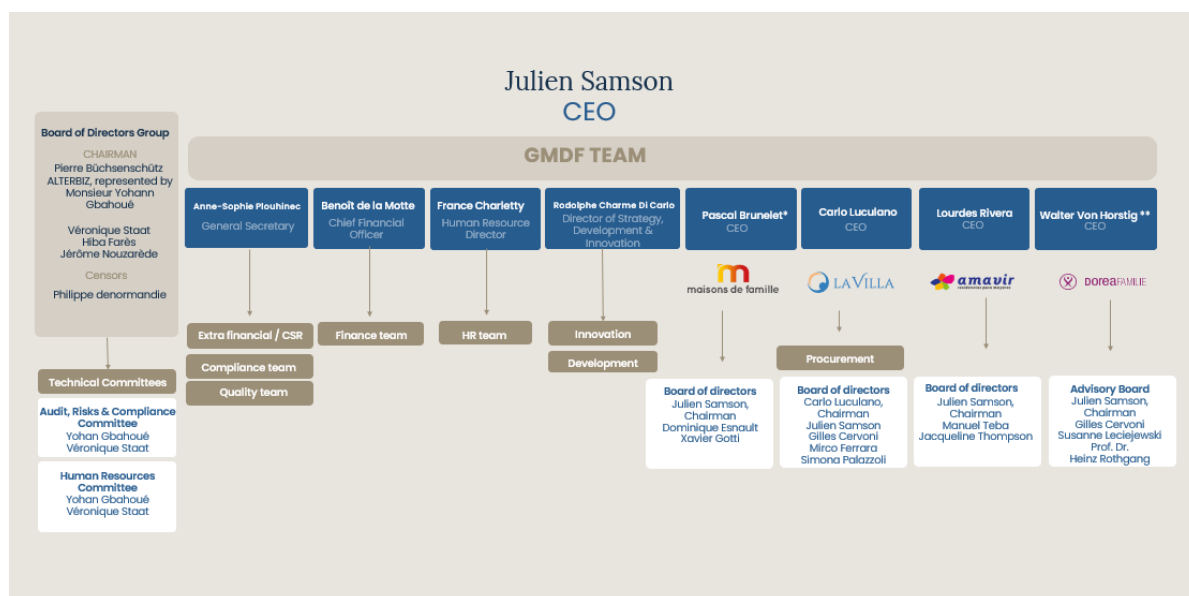 Julien Samson
CEO
GMDF TEAM
Board of Directors Group
CHAIRMAN
Pierre Büchsenschütz
ALTERBIZ, represented by
Monsieur Yohann
Gbahoué
Véronique Staat
Hiba Farès
Jérôme Nouzarède
Censors
Philippe denormandie
Technical Committees
Audit, Risks & Compliance
Committee
Yohan Gbahoué
Véronique Staat
Human Resources
Committee
Yohan Gbahoué
Véronique Staat
Anne-Sophie Plouhinec
General Secretary
Extra financial / CSR
Compliance team
Quality team
Benoît de la Motte
Chief Financial
Officer
Finance team
France Charletty
Human Resource
Director
HR team
Rodolphe Charme Di Carlo
Director of Strategy,
Development &
Innovation
Innovation
Development
Pascal Brunelet*
CEO
maisons de famille
Board of directors
Julien Samson,
Chairman
Dominique Esnault
Xavier Gotti
Carlo Luculano
CEO
LA VILLA
Procurement
Board of directors
Carlo Luculano,
Chairman
Julien Samson
Gilles Cervoni
Mirco Ferrara
Simona Palazzoli
Lourdes Rivera
CEO
amavir
residencias para mayores
Board of directors
Julien Samson,
Chairman
Manuel Teba
Jacqueline Thompson
Walter Von Horstig **
CEO
DOREAFAMILIE
Advisory Board
Julien Samson,
Chairman
Gilles Cervoni
Susanne Leciejewski
Prof. Dr.
Heinz Rothgang